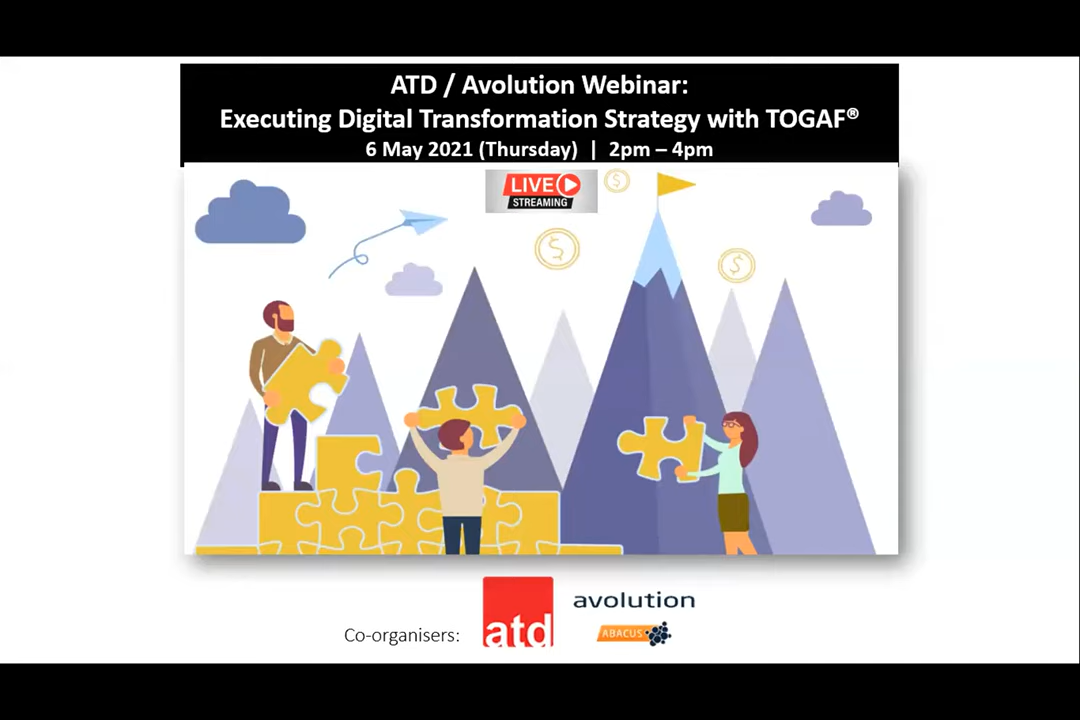 ATD / Avolution Webinar:
Executing Digital Transformation Strategy with TOGAF®
6 May 2021 (Thursday) | 2pm – 4pm
LIVE
STREAMING
$
$
$
Co-organisers:
atd
avolution
ABACUS